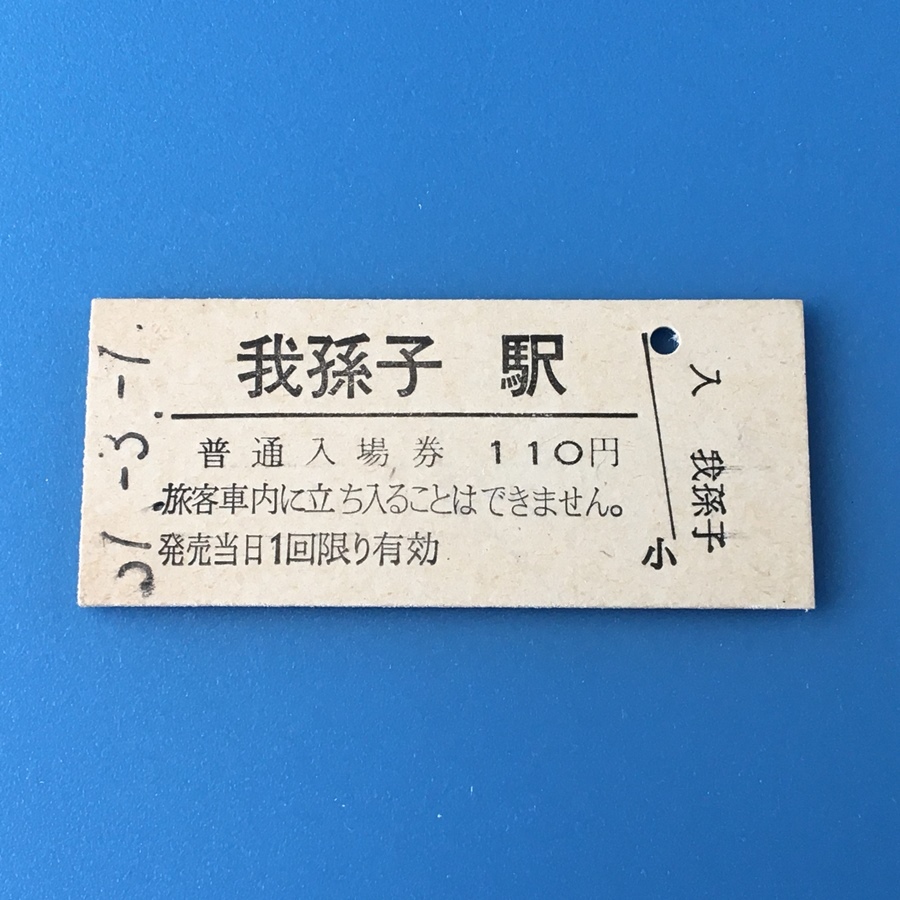 我孫子 駅
普通入場券 110円
旅客車内に立ち入ることはできません。
発売当日1回限り有効
-3.-1.
入 我孫子
小